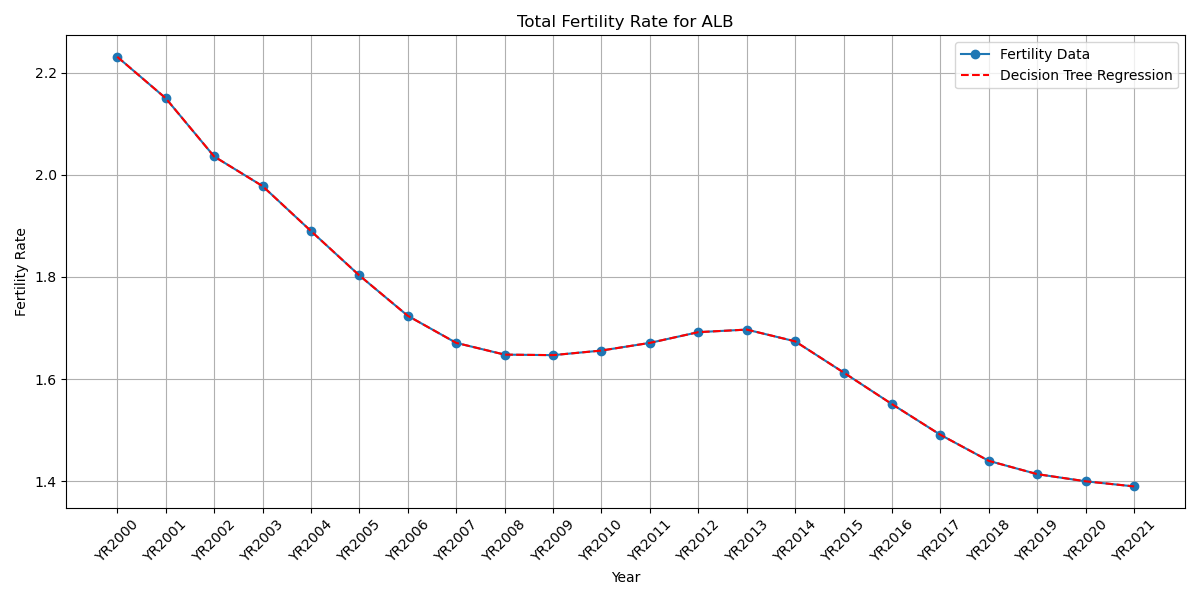 Total Fertility Rate for ALB
Fertility Data
Decision Tree Regression
Fertility Rate
2.2
2.0
1.8
1.6
1.4
YR2000
YR2001
YR2002
YR2003
YR2004
YR2005
YR2006
YR2007
YR2008
YR2009
YR2010
YR2011
YR2012
YR2013
YR2014
YR2015
YR2016
YR2017
YR2018
YR2019
YR2020
YR2021
Year